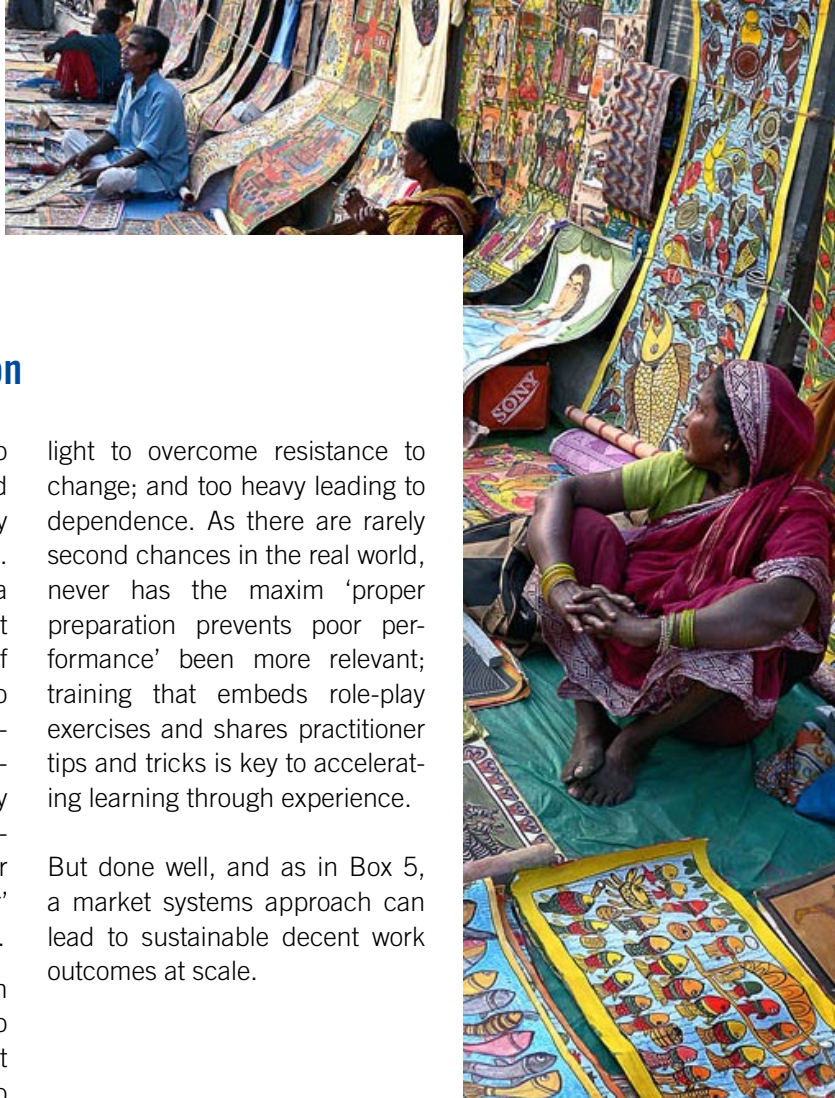 on
o
d
y
.
a
t
f
o
-
-
y
-
r
’
.
n
o
t
o
light to overcome resistance to
change; and too heavy leading to
dependence. As there are rarely
second chances in the real world,
never has the maxim ‘proper
preparation prevents poor per-
formance’ been more relevant;
training that embeds role-play
exercises and shares practitioner
tips and tricks is key to accelerat-
ing learning through experience.
But done well, and as in Box 5,
a market systems approach can
lead to sustainable decent work
outcomes at scale.
SONY